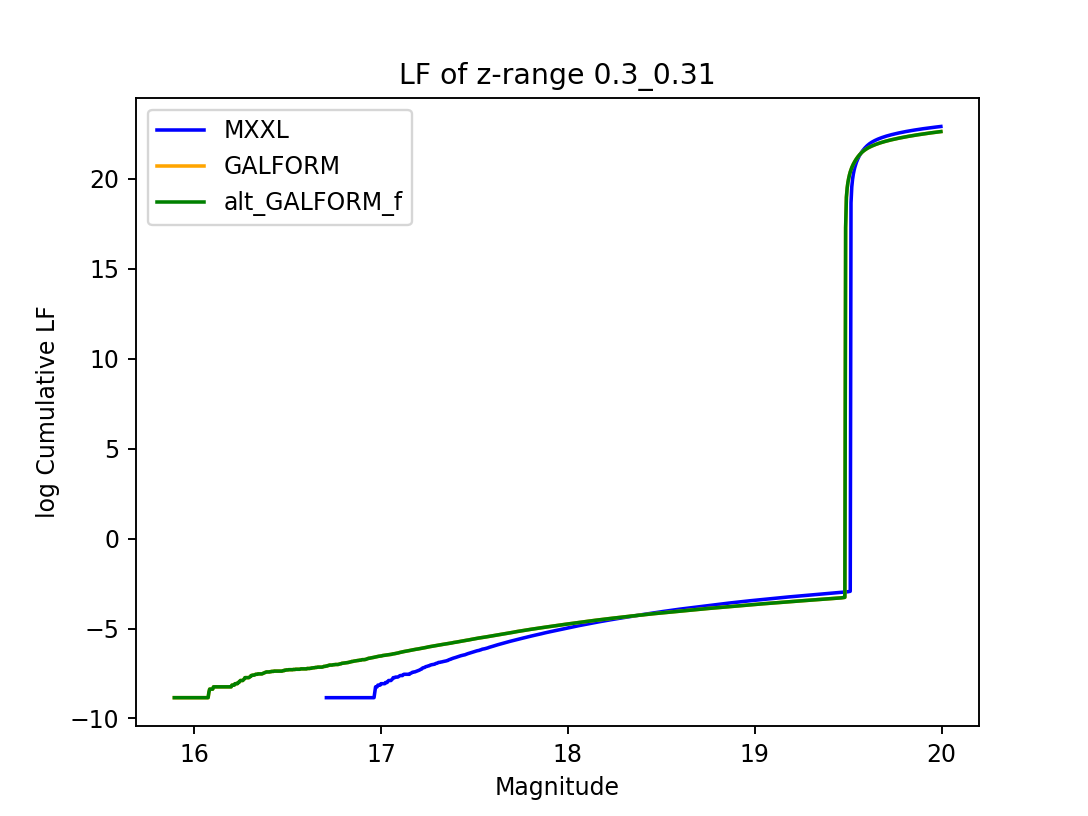 LF of z-range 0.3_0.31
MXXL
GALFORM
alt_GALFORM_f
20
15
10
5
0
−5
−10
log Cumulative LF
16 17 18 19 20
Magnitude